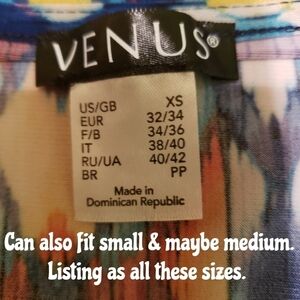 VENUS®
US/GB XS
EUR 32/34
F/B 34/36
IT 38/40
RU/UA 40/42
BR PP
Made in
Dominican Republic
Can also fit small & maybe medium.
Listing as all these sizes.